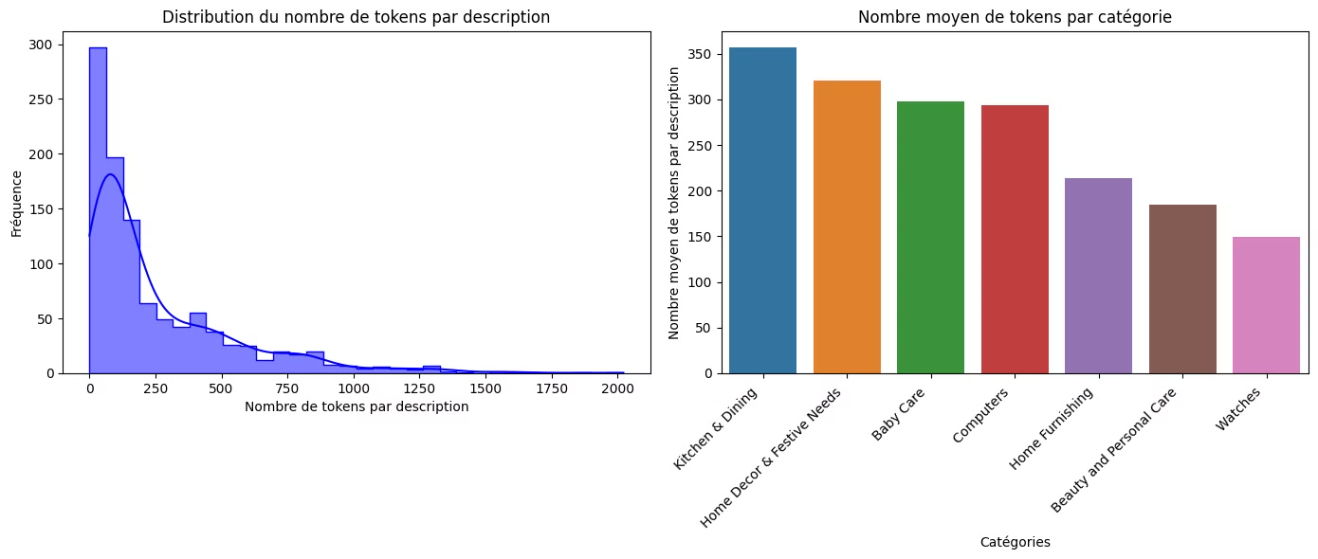 Distribution du nombre de tokens par description
300
250
200
150
100
50
0
Fréquence
0 250 500 750 1000 1250 1500 1750 2000
Nombre de tokens par description
Nombre moyen de tokens par catégorie
350
300
250
200
150
100
50
0
Nombre moyen de tokens par description
Kitchen & Dining
Home Decor & Festive Needs
Baby Care
Computers
Home Furnishing
Beauty and Personal Care
Watches
Catégories